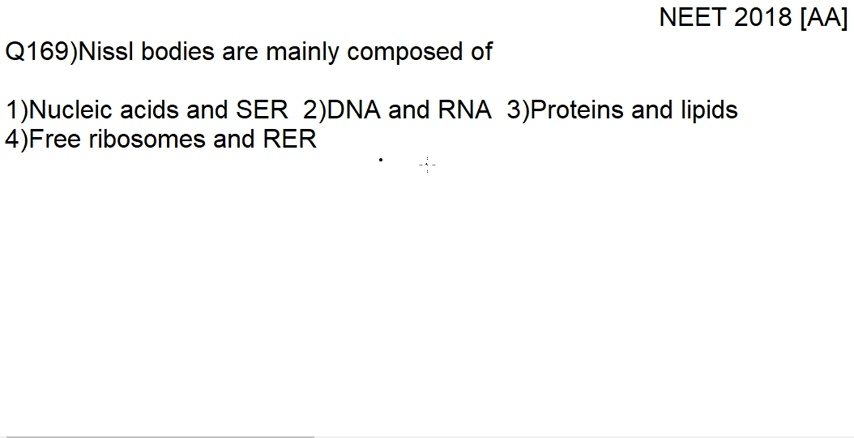 NEET 2018 [AA]
Q169)Nissl bodies are mainly composed of
1)Nucleic acids and SER  2)DNA and RNA  3)Proteins and lipids
4)Free ribosomes and RER